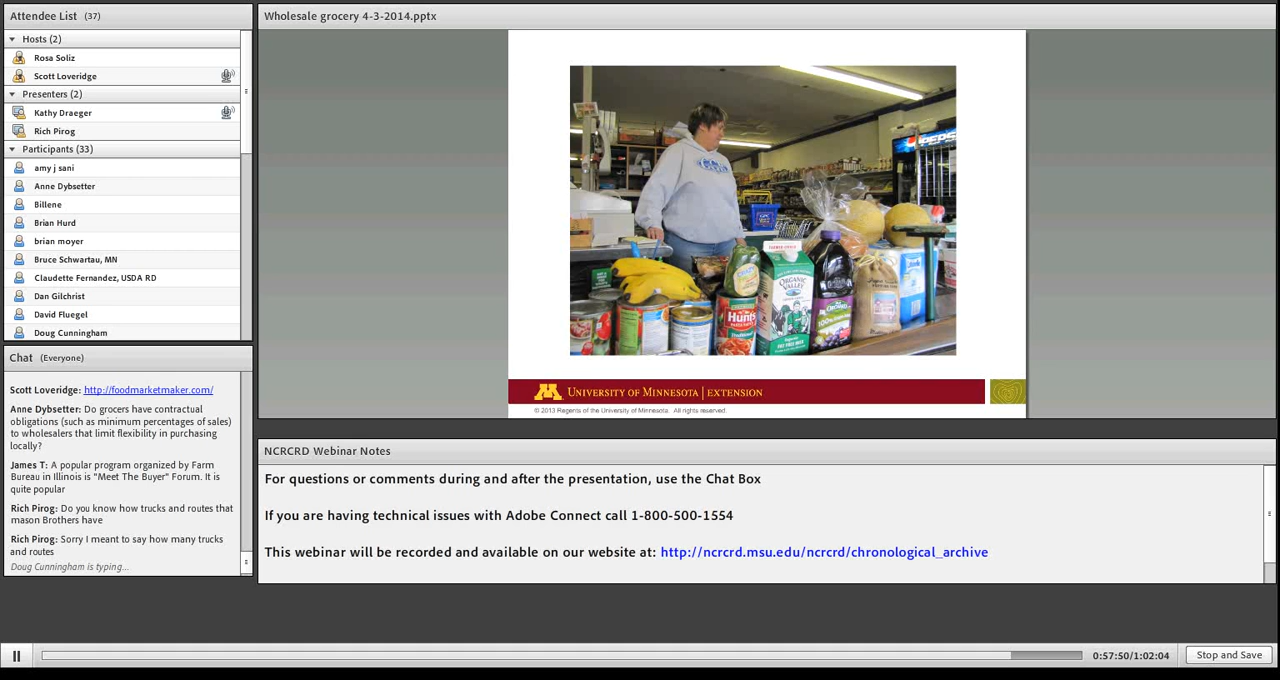 Attendee List (37)
Hosts (2)
Rosa Soliz
Scott Loveridge
Presenters (2)
Kathy Draeger
Rich Pirog
Participants (33)
amy j sani
Anne Dybsetter
Billene
Brian Hurd
brian moyer
Bruce Schwartau, MN
Claudette Fernandez, USDA RD
Dan Gilchrist
David Fluegel
Doug Cunningham
Chat (Everyone)
Scott Loveridge: http://foodmarketmaker.com/
Anne Dybsetter: Do grocers have contractual
obligations (such as minimum percentages of sales)
to wholesalers that limit flexibility in purchasing
locally?
James T: A popular program organized by Farm
Bureau in Illinois is "Meet The Buyer" Forum. It is
quite popular
Rich Pirog: Do you know how trucks and routes that
mason Brothers have
Rich Pirog: Sorry I meant to say how many trucks
and routes
Doug Cunningham is typing...
Wholesale grocery 4-3-2014.pptx
PEPSI
ORGANIC
VALLEY
Hunt's
UNIVERSITY OF MINNESOTA | EXTENSION
© 2013 Regents of the University of Minnesota. All rights reserved.
NCRCRD Webinar Notes
For questions or comments during and after the presentation, use the Chat Box
If you are having technical issues with Adobe Connect call 1-800-500-1554
This webinar will be recorded and available on our website at: http://ncrcrd.msu.edu/ncrcrd/chronological_archive
0:57:50/1:02:04
Stop and Save